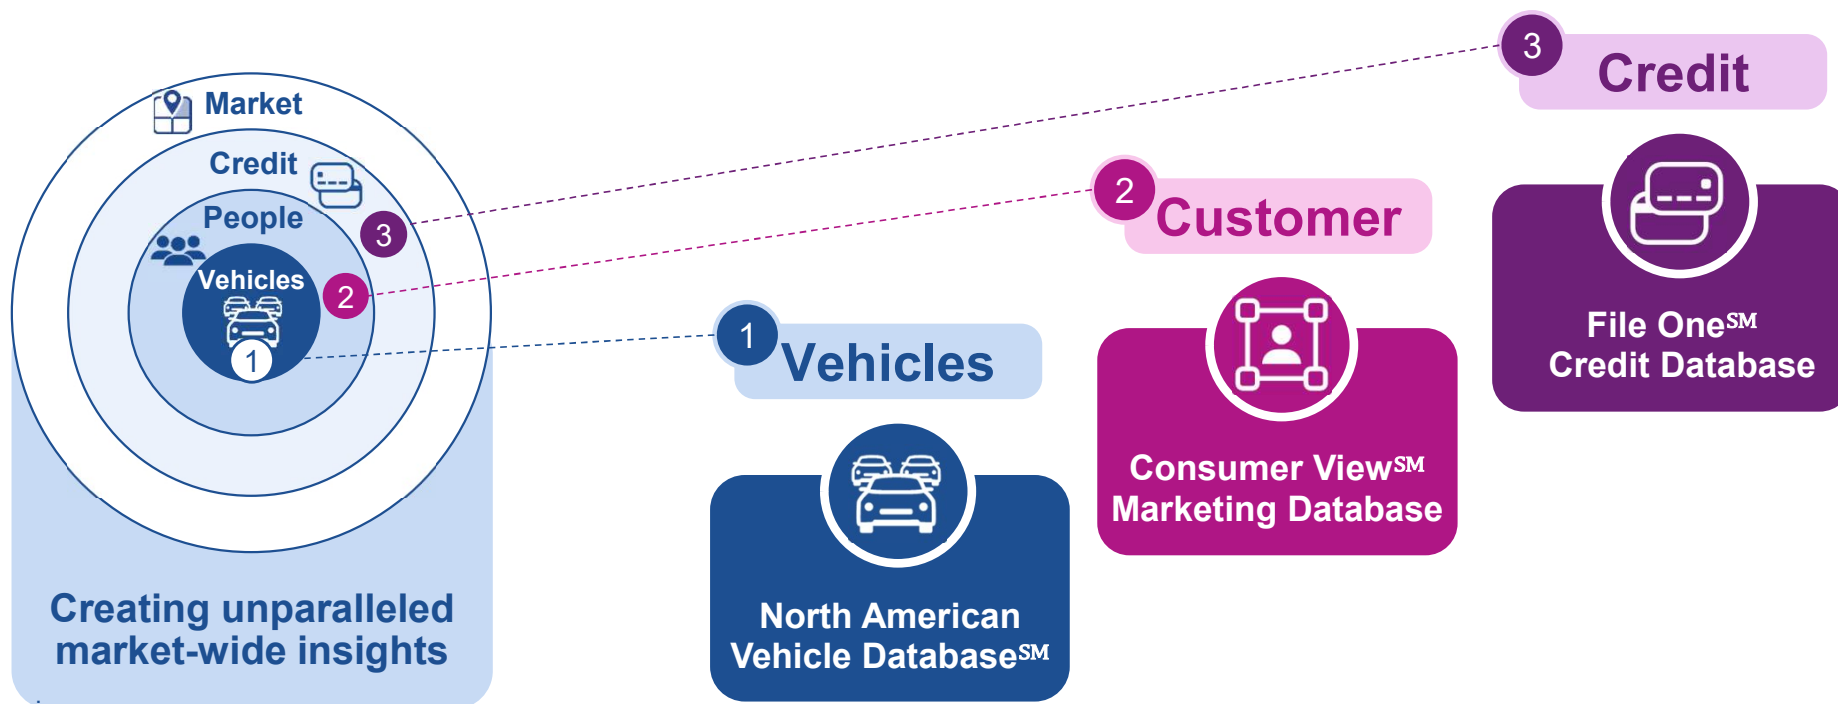 Market
Credit
People
Vehicles
1
2
3
Creating unparalleled
market-wide insights
1
Vehicles
North American
Vehicle Database℠
2
Customer
Consumer View℠
Marketing Database
3
Credit
File One℠
Credit Database